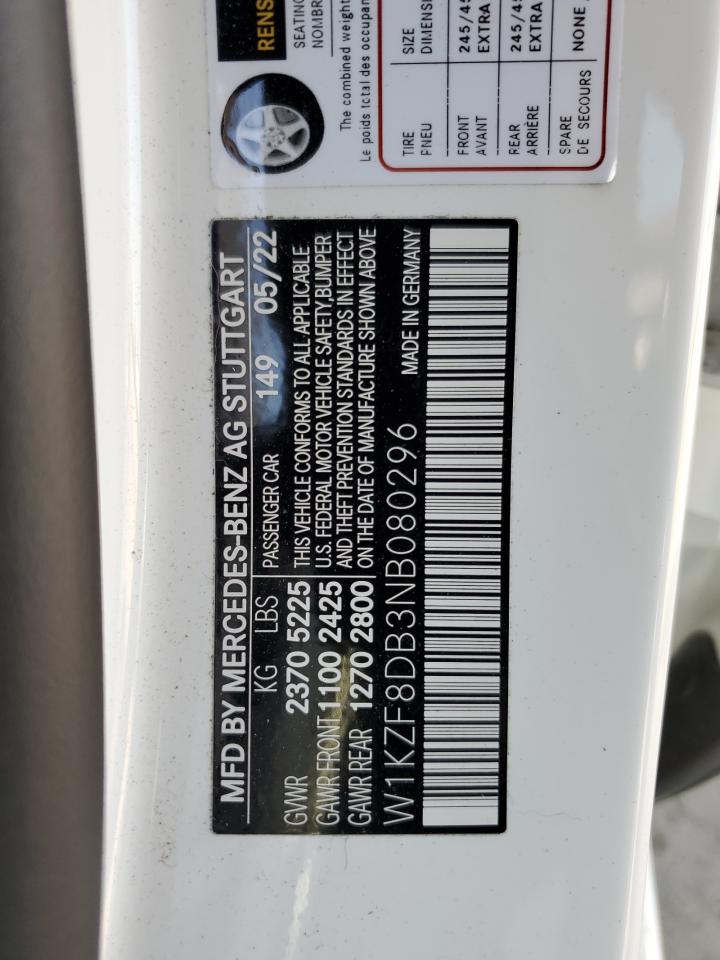 RENS
SEATING
NOMBR
The combined weight
Le poids total des occupan
TIRE SIZE
PNEU DIMENSI
FRONT 245/45
AVANT EXTRA
REAR 245/45
ARRIÈRE EXTRA
SPARE NONE
DE SECOURS
MFD BY MERCEDES-BENZ AG STUTTGART
KG LBS PASSENGER CAR 149 05/22
GVWR 2370 5225 THIS VEHICLE CONFORMS TO ALL APPLICABLE
GAWR FRONT 1100 2425 U.S. FEDERAL MOTOR VEHICLE SAFETY,BUMPER
AND THEFT PREVENTION STANDARDS IN EFFECT
GAWR REAR 1270 2800 ON THE DATE OF MANUFACTURE SHOWN ABOVE
W1KZF8DB3NB080296 MADE IN GERMANY